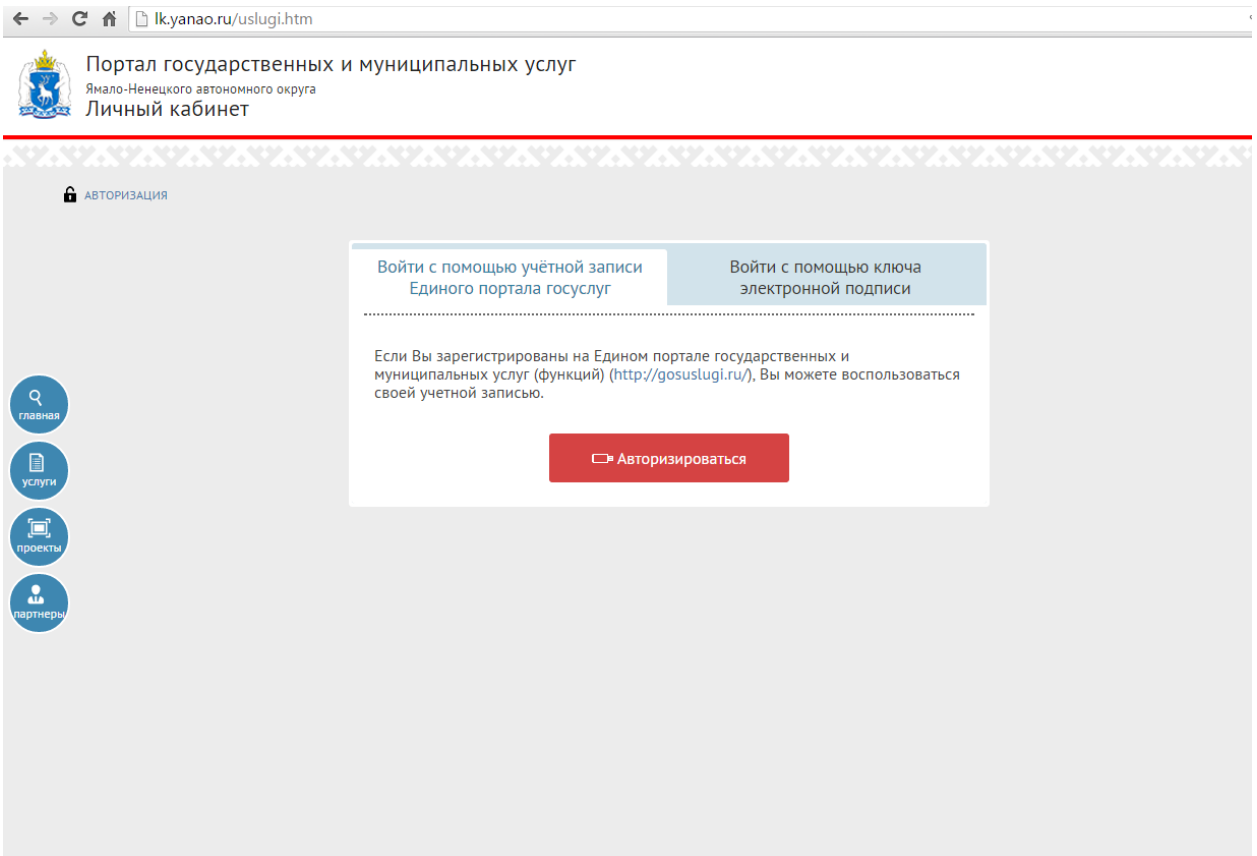 lk.yanao.ru/uslugi.htm
Портал государственных и муниципальных услуг
Ямало-Ненецкого автономного округа
Личный кабинет
АВТОРИЗАЦИЯ
Войти с помощью учётной записи
Единого портала госуслуг
Войти с помощью ключа
электронной подписи
Если Вы зарегистрированы на Едином портале государственных и
муниципальных услуг (функций) (http://gosuslugi.ru/), Вы можете воспользоваться
своей учетной записью.
Авторизироваться
главная
услуги
проекты
партнеры